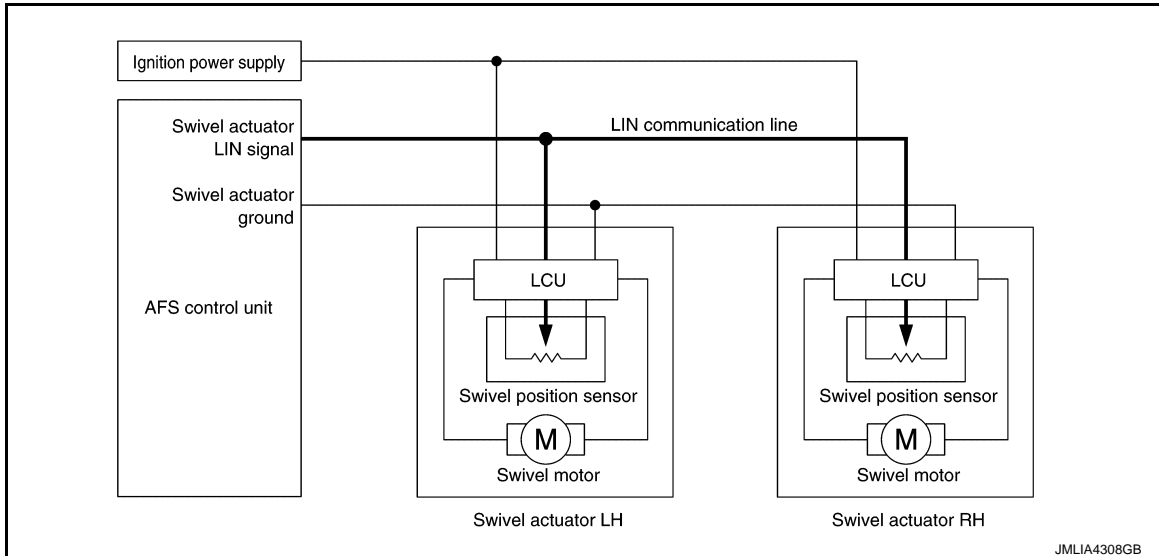 Ignition power supply
Swivel actuator
LIN signal
LIN communication line
Swivel actuator
ground
AFS control unit
LCU
LCU
Swivel position sensor
Swivel position sensor
M
M
Swivel motor
Swivel motor
Swivel actuator LH
Swivel actuator RH
JMLIA4308GB